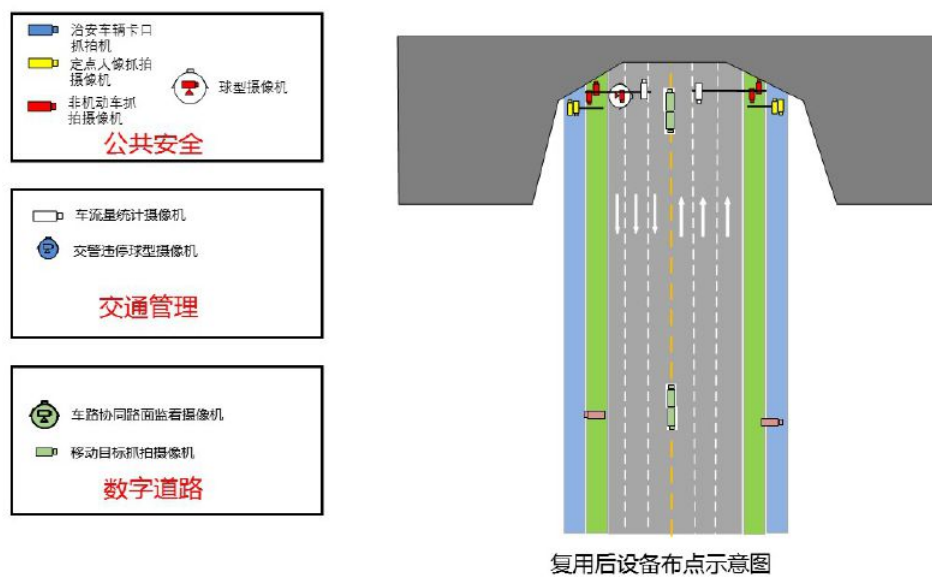 治安车辆卡口
抓拍机
定点人像抓拍
摄像机
球型摄像机
非机动车抓
拍摄像机
公共安全
车流量统计摄像机
交警违停球型摄像机
交通管理
车路协同路面监看摄像机
移动目标抓拍摄像机
数字道路
复用后设备布点示意图